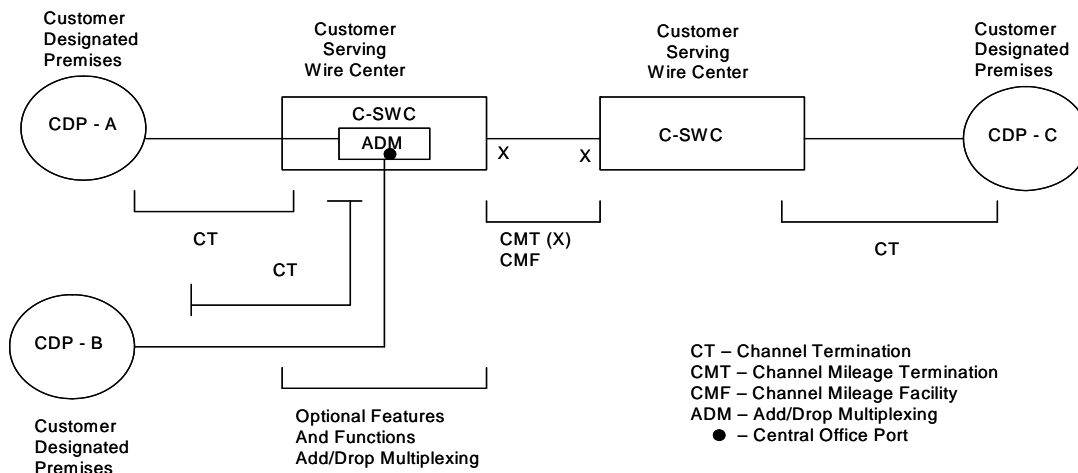 Customer
Designated
Premises
Customer
Serving
Wire Center
Customer
Serving
Wire Center
Customer
Designated
Premises
CDP - A
C-SWC
ADM
X
X
C-SWC
CDP - C
CT
CT
CMT (X)
CMF
CT
CDP - B
Customer
Designated
Premises
Optional Features
And Functions
Add/Drop Multiplexing
CT – Channel Termination
CMT – Channel Mileage Termination
CMF – Channel Mileage Facility
ADM – Add/Drop Multiplexing
● – Central Office Port